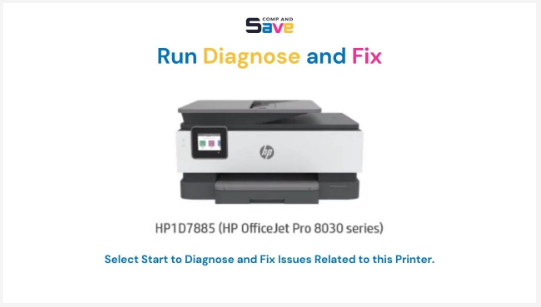 COMP AND
Save
Run Diagnose and Fix
hp
HP1D7885 (HP OfficeJet Pro 8030 series)
Select Start to Diagnose and Fix Issues Related to this Printer.